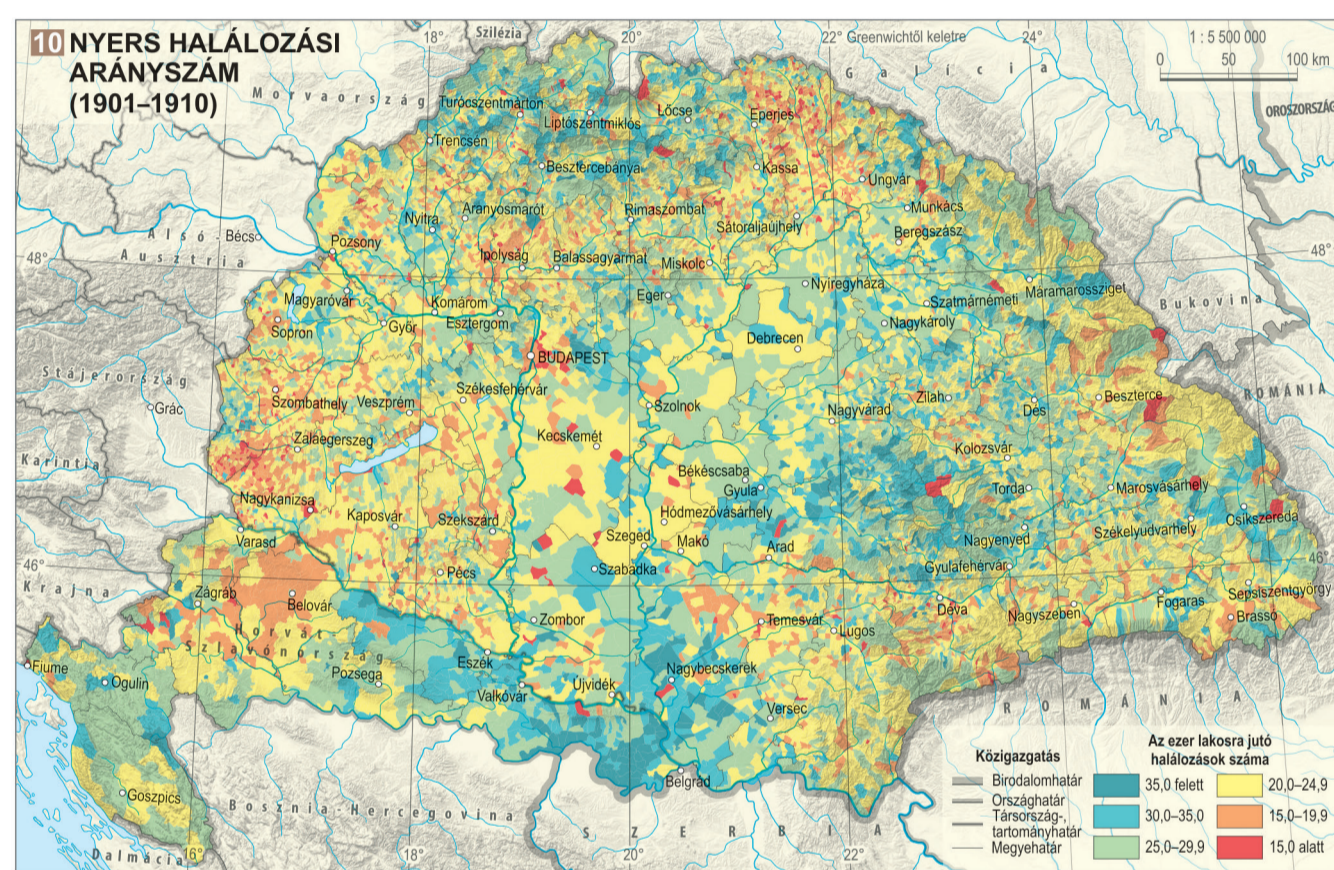 10 NYERS HALÁLOZÁSI
ARÁNYSZÁM
(1901–1910)
Szilézia
18°
20°
22°
Greenwichtől keletre
24°
1 : 5 500 000
0 50 100 km
Morvaország
Galícia
OROSZORSZÁG
Turócszentmárton
Liptószentmiklós
Lőcse
Eperjes
Trencsén
Besztercebánya
Kassa
Ungvár
Nyitra
Aranyosmarót
Rimaszombat
Sátoraljaújhely
Munkács
Beregszász
Alsó-
Ausztria
Bécs
Pozsony
Ipolyság
Balassagyarmat
Miskolc
48°
48°
Magyaróvár
Komárom
Eger
Nyíregyháza
Szatmárnémeti
Máramarossziget
Bukovina
Sopron
Győr
Esztergom
Nagykároly
Debrecen
BUDAPEST
Stájerország
Grác
Szombathely
Veszprém
Székesfehérvár
Szolnok
Nagyvárad
Zilah
Dés
Beszterce
ROMÁNIA
Karintia
Zalaegerszeg
Kecskemét
Kolozsvár
Békéscsaba
Gyula
Torda
Marosvásárhely
Nagykanizsa
Kaposvár
Szekszárd
Hódmezővásárhely
Székelyudvarhely
Csíkszereda
Varasd
Szeged
Makó
Arad
Nagyenyed
46°
46°
Krajna
Pécs
Szabadka
Gyulafehérvár
Zágráb
Belovár
Déva
Nagyszeben
Fogaras
Sepsiszentgyörgy
Brassó
Horvát-
Szlavónország
Zombor
Temesvár
Lugos
Fiume
Ogulin
Pozsega
Eszék
Valkóvár
Újvidék
Nagybecskerek
Versec
ROMÁNIA
Belgrád
Goszpics
Bosznia-Hercegovina
SZERBIA
Dalmácia
16°
18°
20°
22°
Közigazgatás
Birodalomhatár
Országhatár
Társország-,
tartományhatár
Megyehatár
Az ezer lakosra jutó
halálozások száma
35,0 felett
30,0–35,0
25,0–29,9
20,0–24,9
15,0–19,9
15,0 alatt